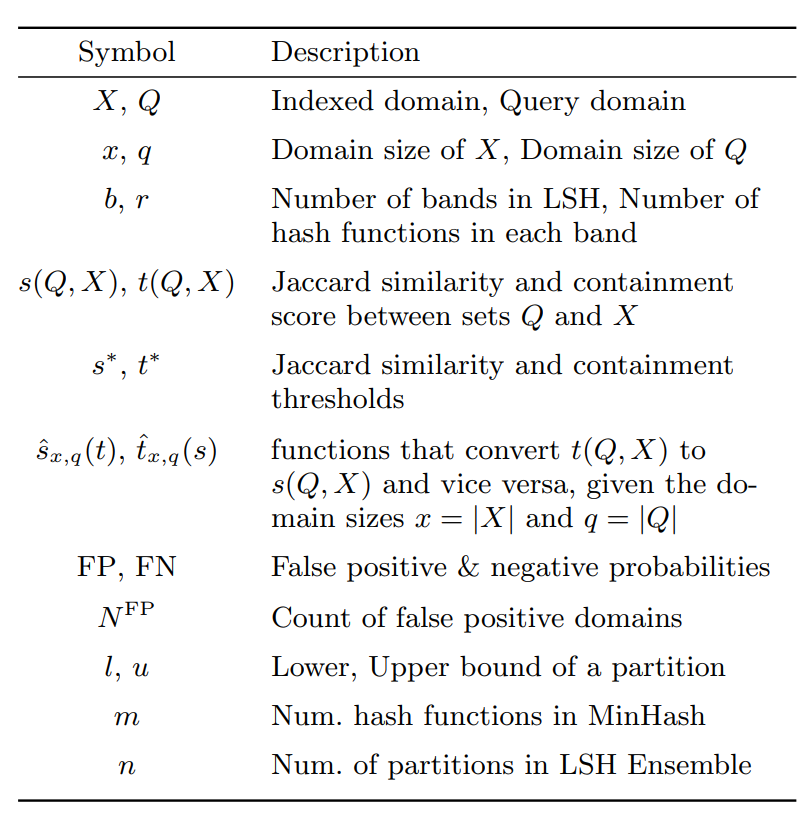 Symbol Description
X, Q Indexed domain, Query domain
x, q Domain size of X, Domain size of Q
b, r Number of bands in LSH, Number of
hash functions in each band
s(Q, X), t(Q, X) Jaccard similarity and containment
score between sets Q and X
s*, t* Jaccard similarity and containment
thresholds
ŝx,q(t), t̂x,q(s) functions that convert t(Q, X) to
s(Q, X) and vice versa, given the do-
main sizes x = |X| and q = |Q|
FP, FN False positive & negative probabilities
N^FP Count of false positive domains
l, u Lower, Upper bound of a partition
m Num. hash functions in MinHash
n Num. of partitions in LSH Ensemble